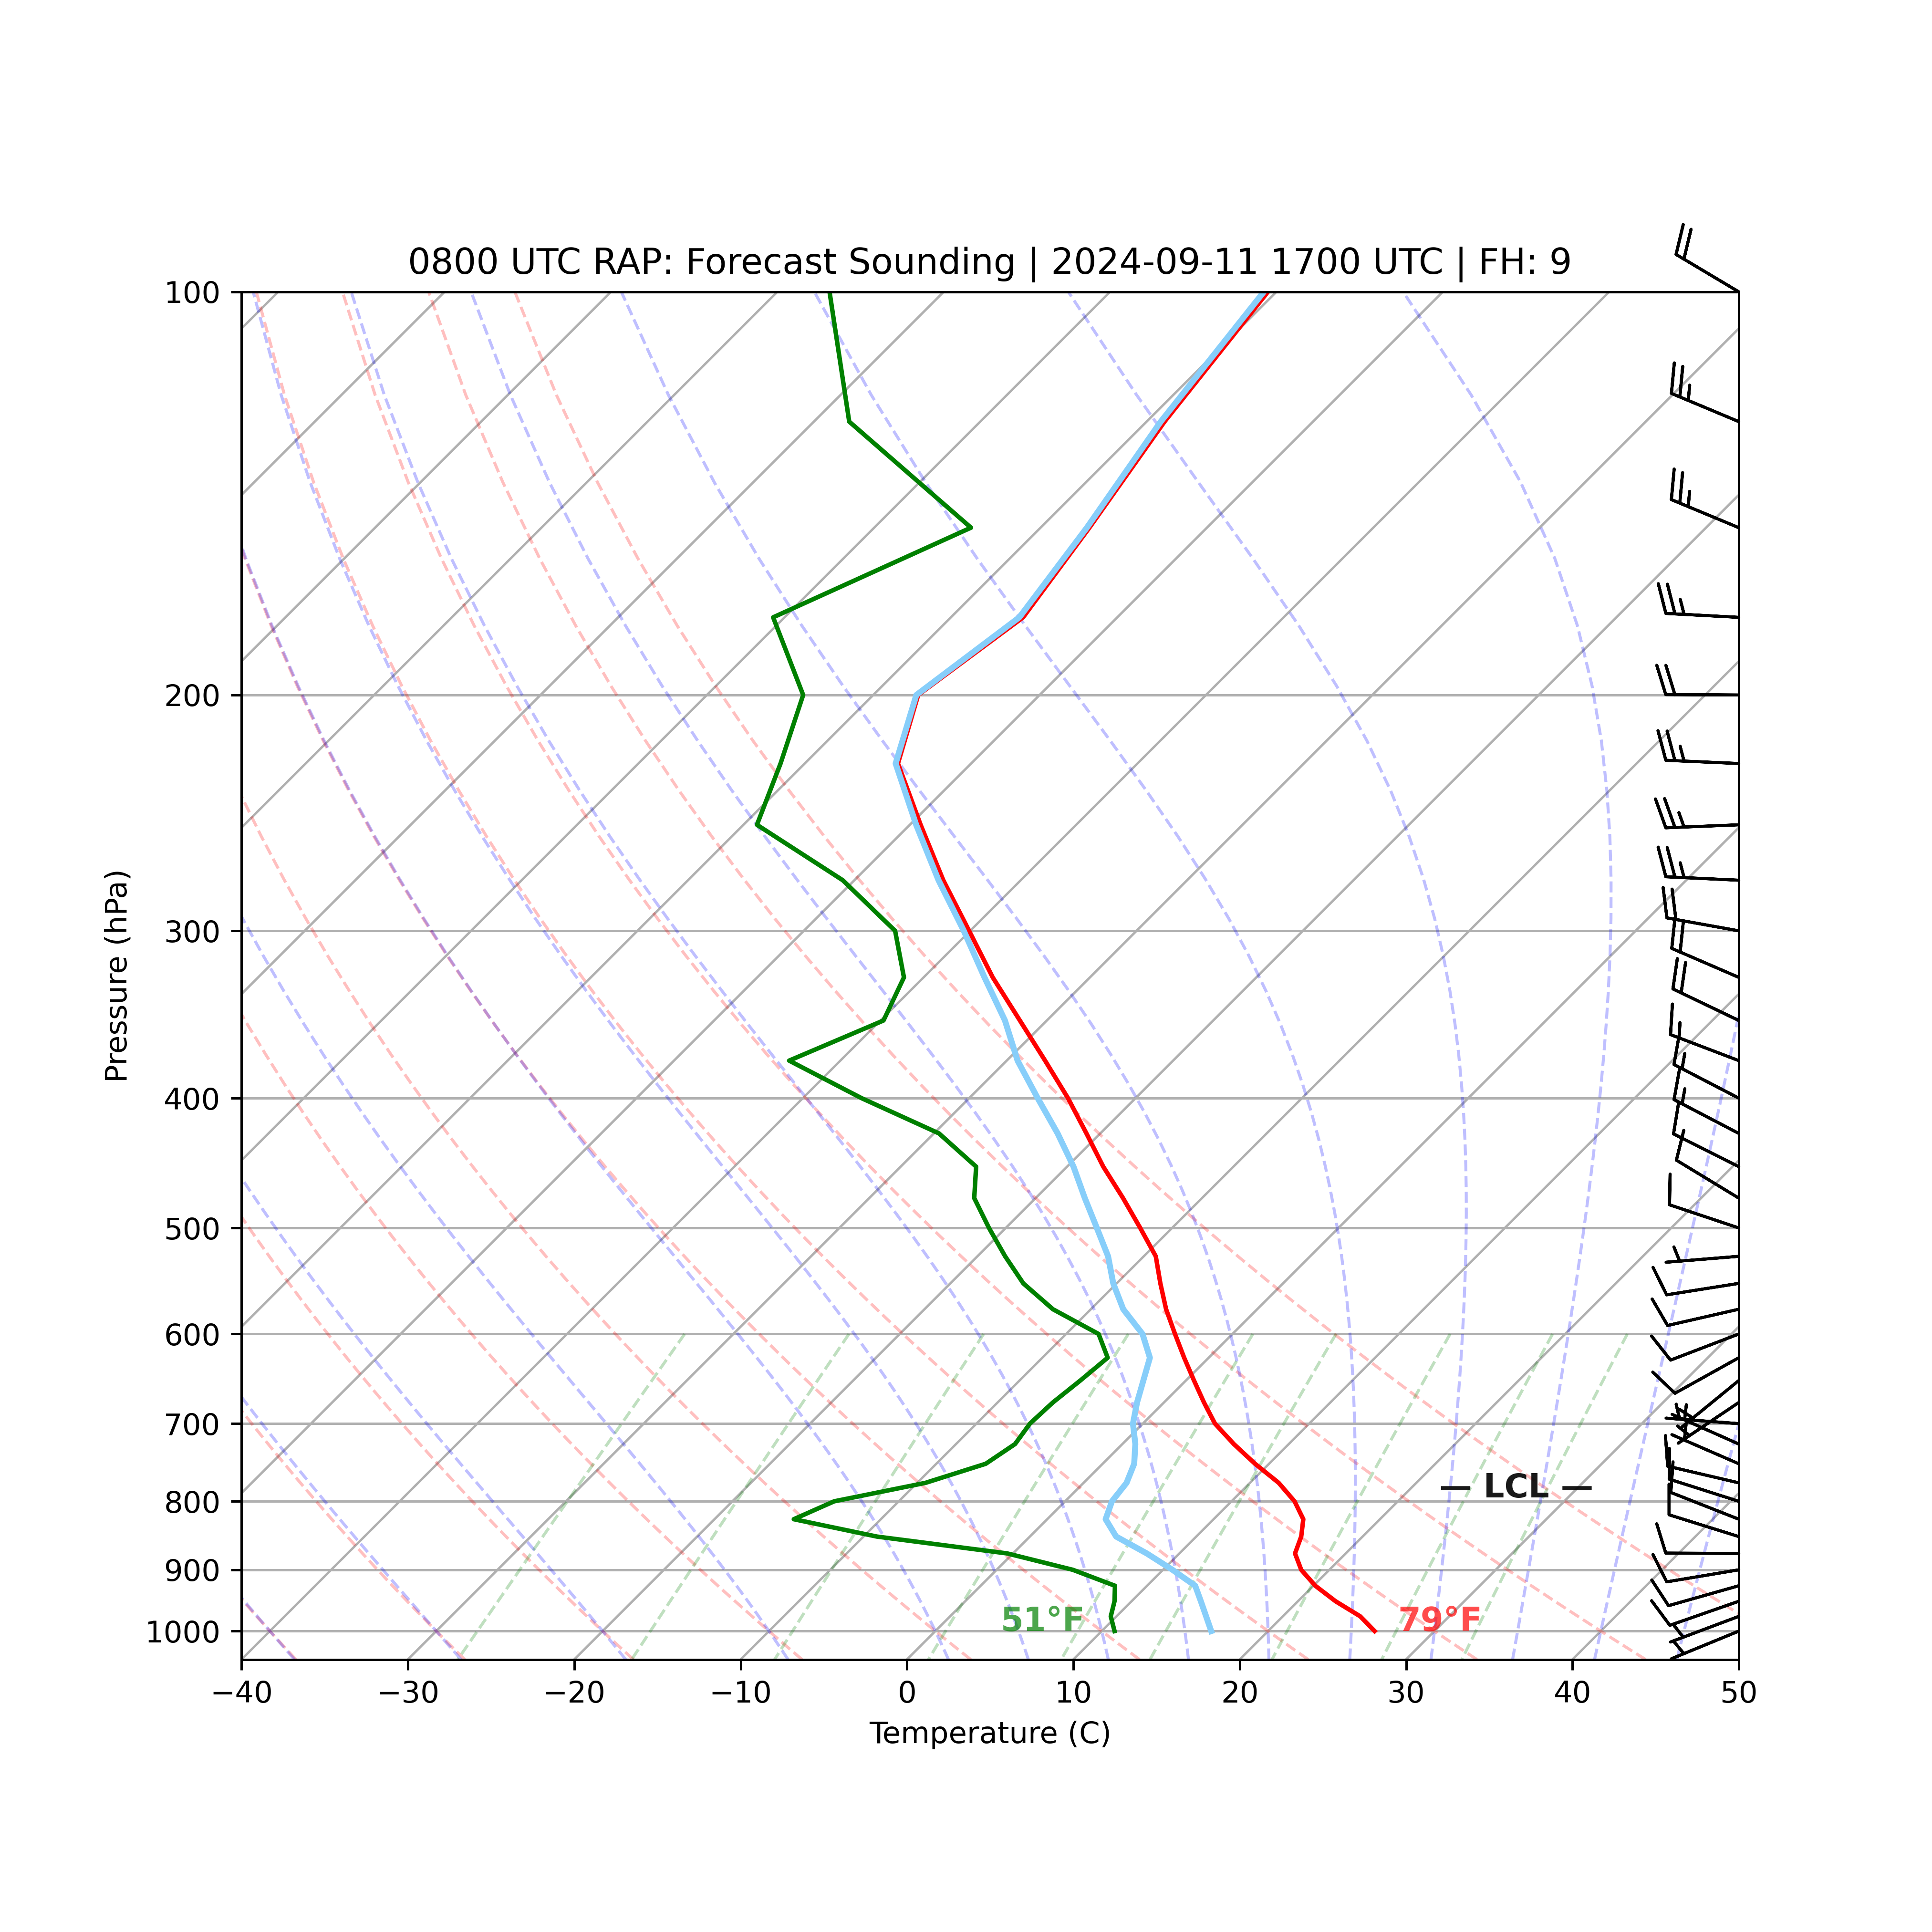 0800 UTC RAP: Forecast Sounding | 2024-09-11 1700 UTC | FH: 9
100
200
300
400
500
600
700
800
900
1000
Pressure (hPa)
— LCL —
51°F
79°F
−40 −30 −20 −10 0 10 20 30 40 50
Temperature (C)